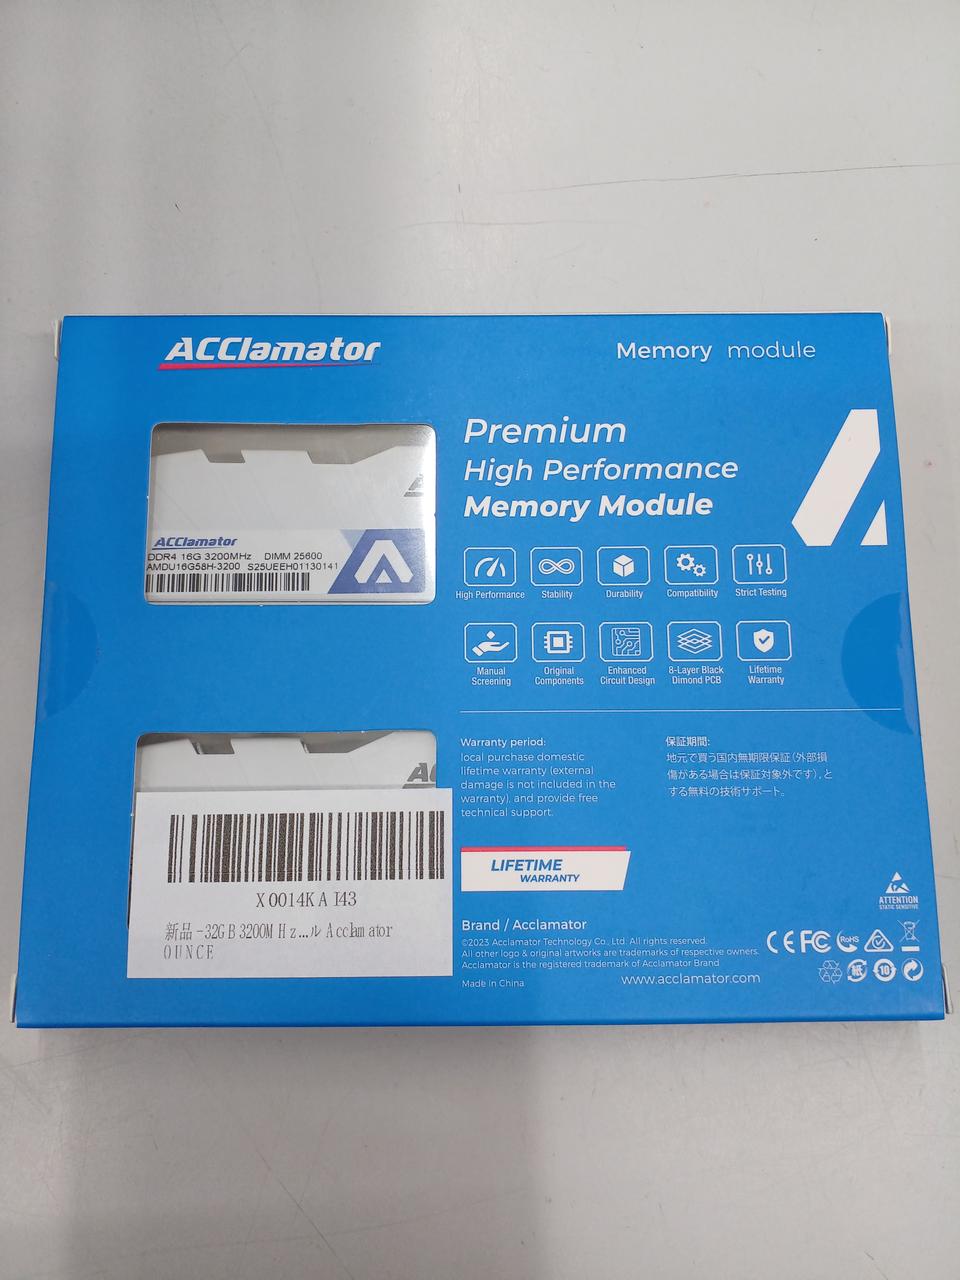 ACClamator
Memory module
Premium
High Performance
Memory Module
ACClamator
DDR4 16G 3200MHz DIMM 25600
AMDU16G58H-3200 S25UEEH01130141
High Performance
Stability
Durability
Compatibility
Strict Testing
Manual
Screening
Original
Components
Enhanced
Circuit Design
8-Layer Black
Dimond PCB
Lifetime
Warranty
Warranty period:
local purchase domestic
lifetime warranty (external
damage is not included in the
warranty), and provide free
technical support.
保証期間:
地元で買う国内無期限保証(外部損
傷がある場合は保証対象外です)、と
する無料の技術サポート。
LIFETIME
WARRANTY
X0014KAI43
新品 -32GB 3200MHz...ル Acclamator
OUNCE
Brand / Acclamator
©2023 Acclamator Technology Co., Ltd. All rights reserved.
All other logo & original artworks are trademarks of respective owners.
Acclamator is the registered trademark of Acclamator Brand
Made in China
www.acclamator.com
ATTENTION
STATIC SENSITIVE
CE FC RoHS
紙 10